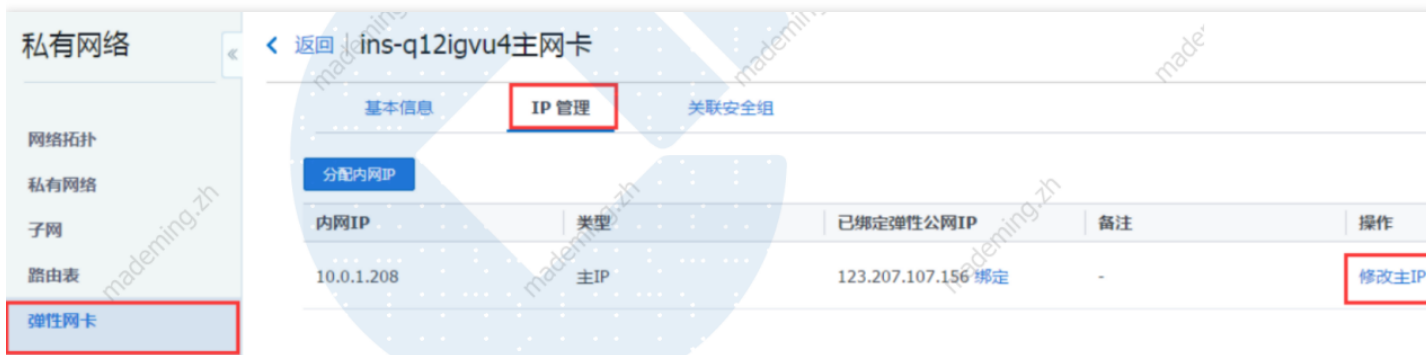 私有网络
«
返回 | ins-q12igvu4主网卡
基本信息 IP 管理 关联安全组
网络拓扑
私有网络
子网
路由表
弹性网卡
分配内网IP
内网IP 类型 已绑定弹性公网IP 备注 操作
10.0.1.208 主IP 123.207.107.156 绑定 - 修改主IP
mademing.zh
mademing.zh
made
mademing.zh
mademing.zh
mademing.zh